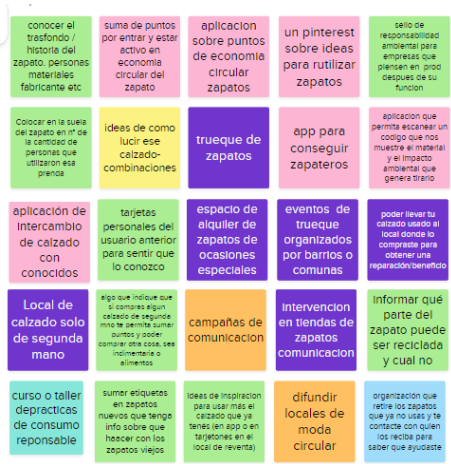 conocer el
trasfondo /
historia del
zapato. personas
materiales
fabricante etc
suma de puntos
por entrar y estar
activo en
economia
circular del
zapato
aplicacion
sobre puntos
de economia
circular
zapatos
un pinterest
sobre ideas
para rutilizar
zapatos
sello de
responsabilidad
ambiental para
empresas que
piensen en prod
despues de su
funcion
Colocar en la suela
del zapato en n° de
la cantidad de
personas que
utilizaron esa
prenda
ideas de como
lucir ese
calzado-
combinaciones
trueque de
zapatos
app para
conseguir
zapateros
aplicacion que
permita escanear un
codigo que nos
muestre el material
y el impacto
ambiental que
genera tirarlo
aplicación de
intercambio
de calzado
con
conocidos
tarjetas
personales del
usuario anterior
para sentir que
lo conozco
espacio de
alquiler de
zapatos de
ocasiones
especiales
eventos de
trueque
organizados
por barrios o
comunas
poder llevar tu
calzado usado al
local donde lo
compraste para
obtener una
reparación/beneficio
Local de
calzado solo
de segunda
mano
algo que indique que
si compras algun
calzado de segunda
mno te permita sumar
puntos y poder
comprar otra cosa, sea
indimentaria o
alimentos
campañas de
comunicacion
intervencion
en tiendas de
zapatos
comunicacion
Informar qué
parte del
zapato puede
ser reciclada
y cual no
curso o taller
depracticas
de consumo
reponsable
sumar etiquetas
en zapatos
nuevos que tenga
info sobre que
haacer con los
zapatos viejos
ideas de inspiracion
para usar más el
calzado que ya
tenés (en app o en
tarjetones en el
local de reventa)
difundir
locales de
moda
circular
organización que
retire los zapatos
que ya no usas y te
contacte con quien
los reciba para
saber que ayudaste